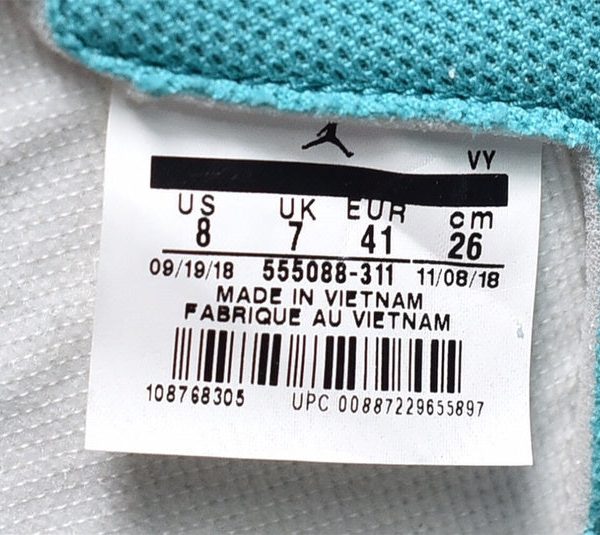 VY
US UK EUR cm
8 7 41 26
09/19/18 555088-311 11/08/18
MADE IN VIETNAM
FABRIQUE AU VIETNAM
108768305 UPC 00887229655897